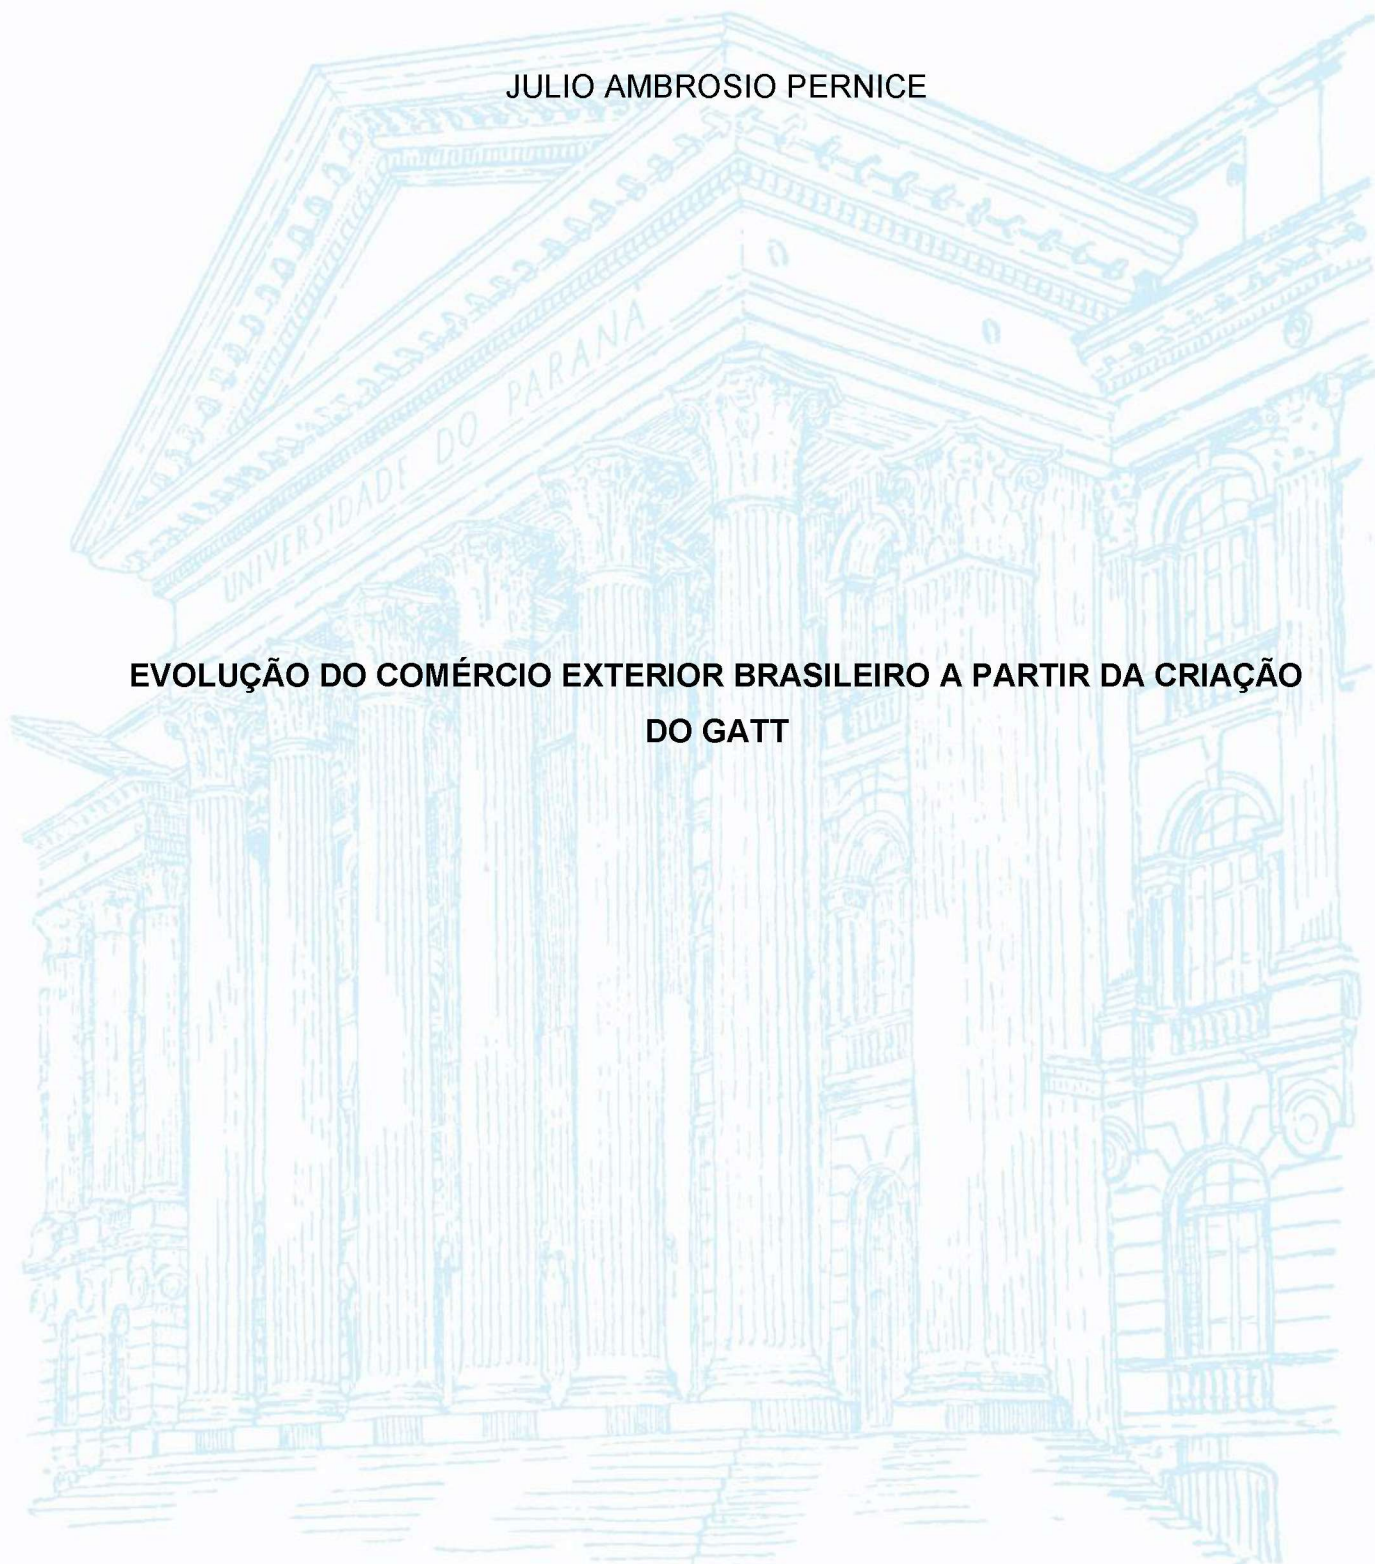 JULIO AMBROSIO PERNICE
UNIVERSIDADE DO PARANÁ
EVOLUÇÃO DO COMÉRCIO EXTERIOR BRASILEIRO A PARTIR DA CRIAÇÃO
DO GATT